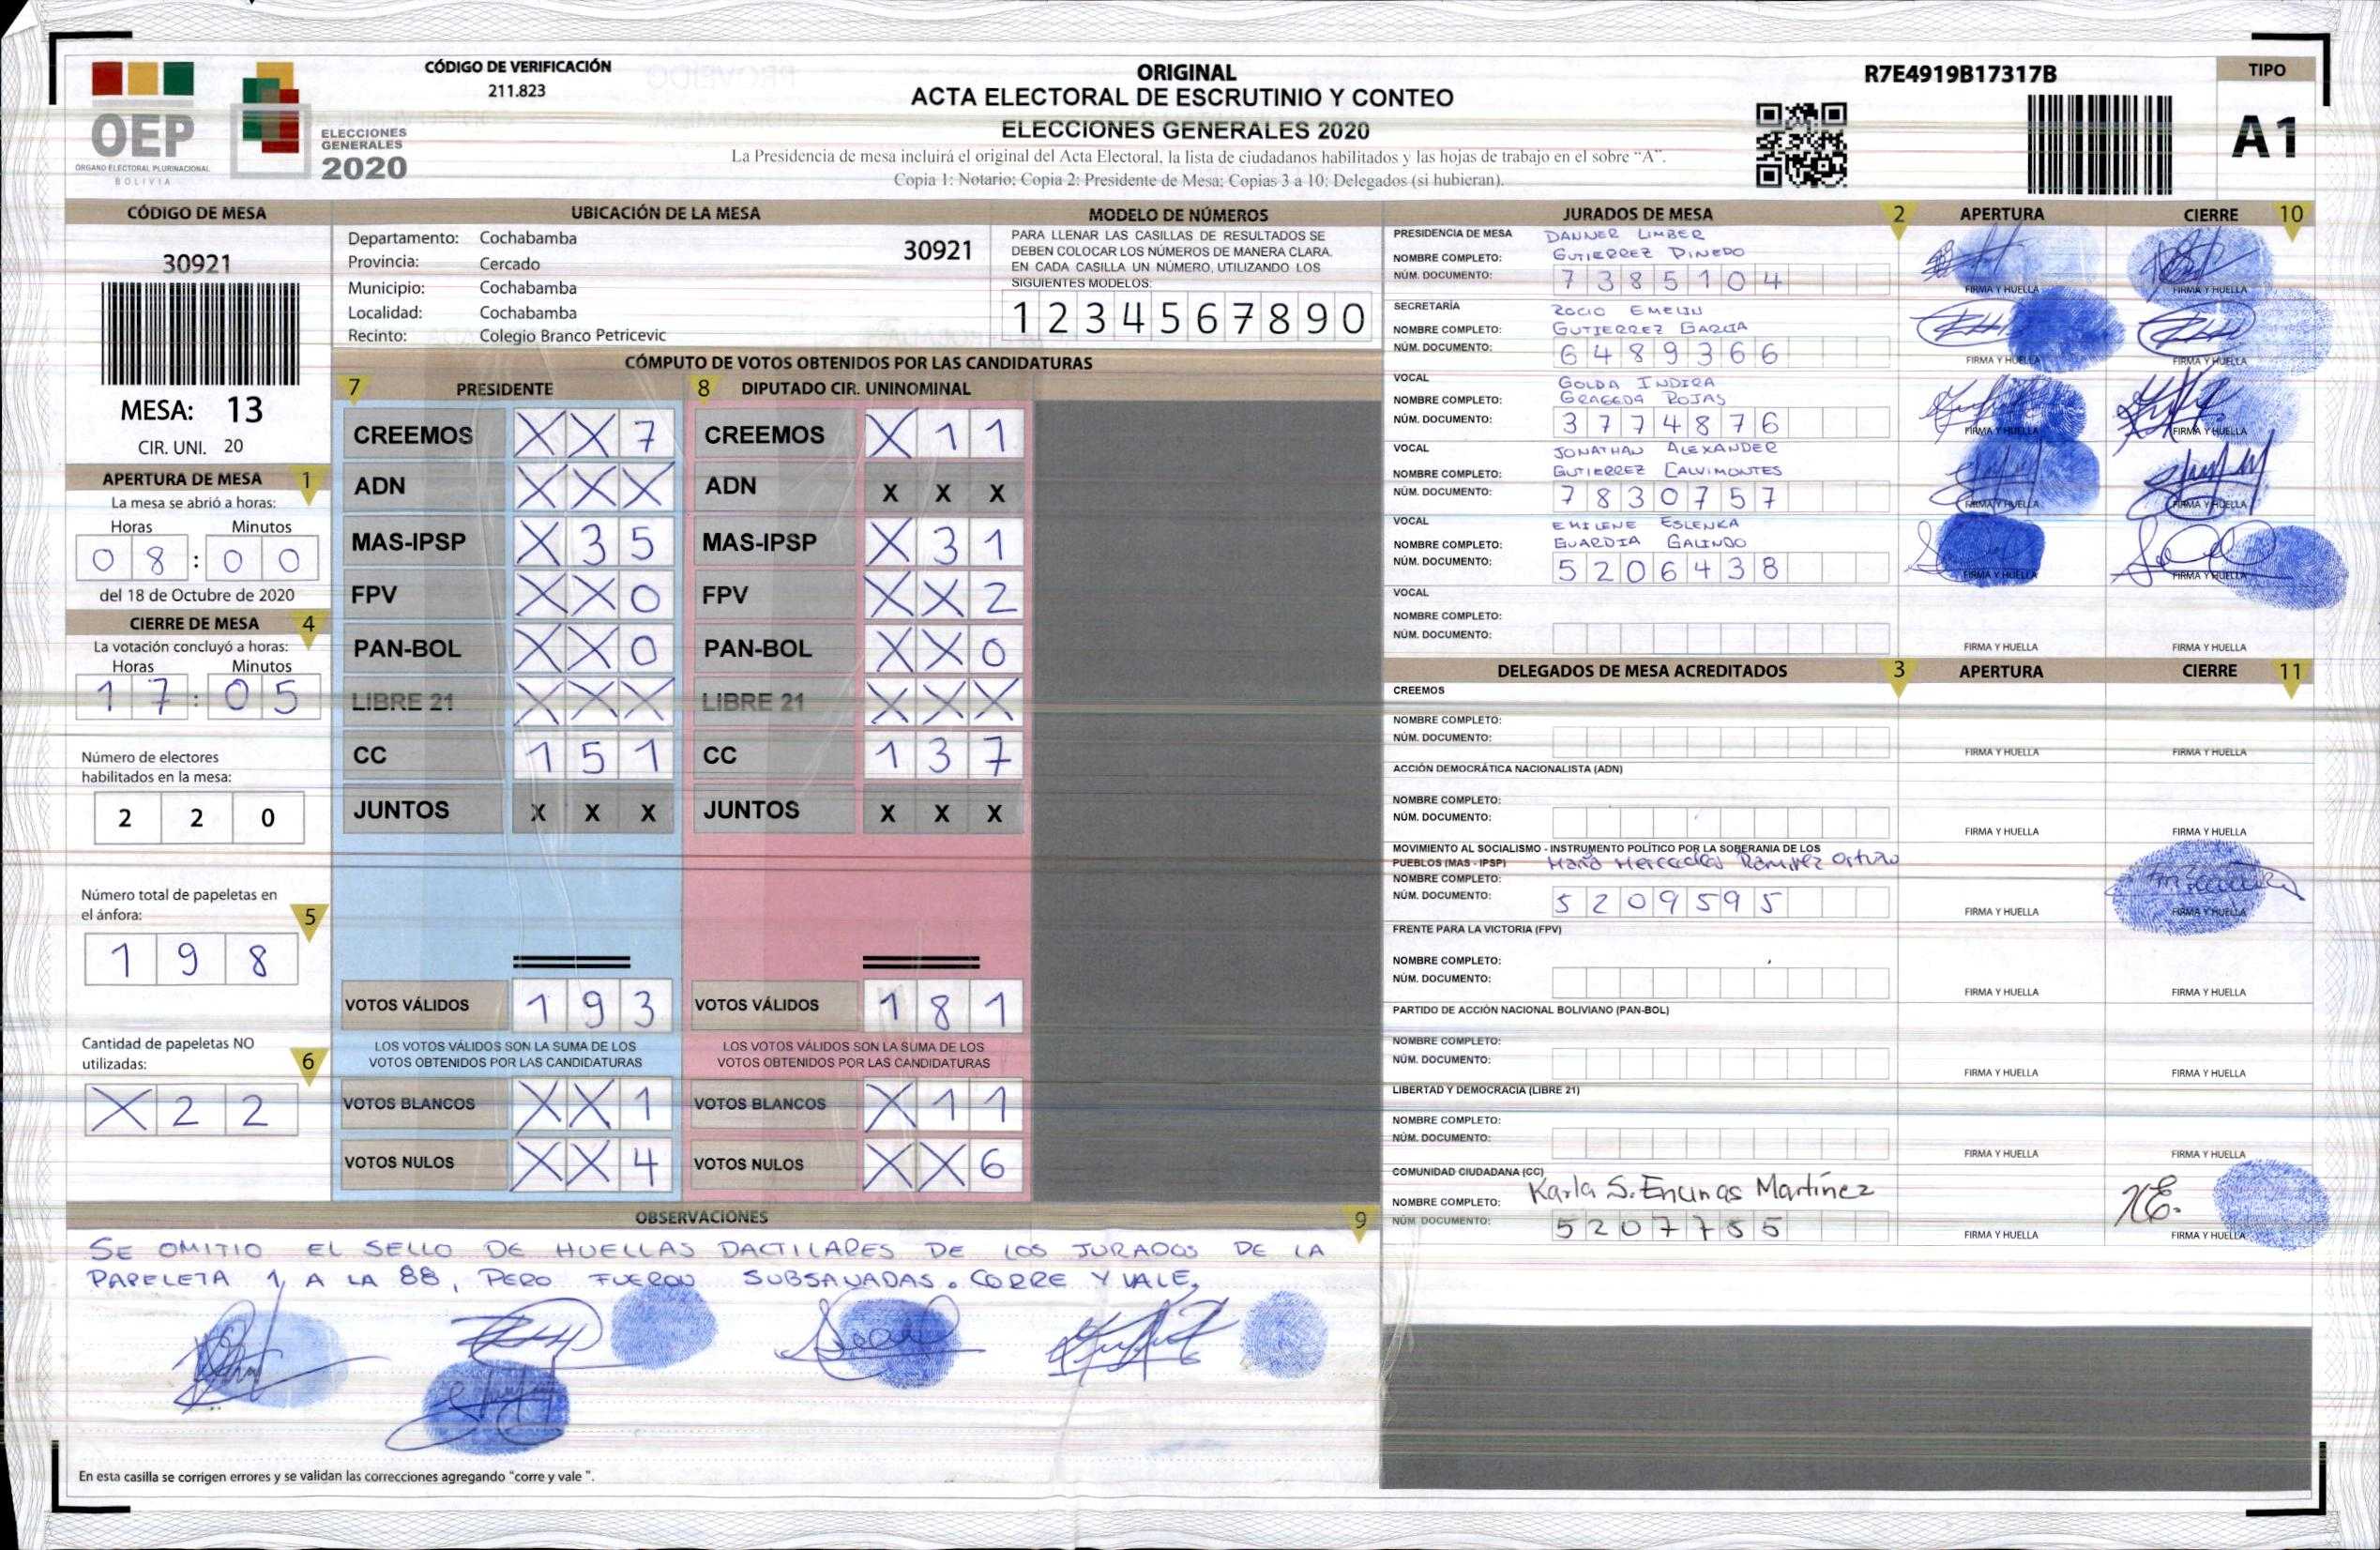 CÓDIGO DE VERIFICACIÓN
211.823
OEP
ÓRGANO ELECTORAL PLURINACIONAL
BOLIVIA
ELECCIONES
GENERALES
2020
ORIGINAL
ACTA ELECTORAL DE ESCRUTINIO Y CONTEO
ELECCIONES GENERALES 2020
La Presidencia de mesa incluirá el original del Acta Electoral, la lista de ciudadanos habilitados y las hojas de trabajo en el sobre "A".
Copia 1: Notario; Copia 2: Presidente de Mesa; Copias 3 a 10: Delegados (si hubieran).
R7E4919B17317B
TIPO
A1
CÓDIGO DE MESA
30921
MESA: 13
CIR. UNI. 20
APERTURA DE MESA 1
La mesa se abrió a horas:
Horas Minutos
0 8 : 0 0
del 18 de Octubre de 2020
CIERRE DE MESA 4
La votación concluyó a horas:
Horas Minutos
1 7 : 0 5
Número de electores
habilitados en la mesa:
2 2 0
Número total de papeletas en
el ánfora: 5
1 9 8
Cantidad de papeletas NO
utilizadas: 6
X 2 2
UBICACIÓN DE LA MESA
Departamento: Cochabamba
30921
Provincia: Cercado
Municipio: Cochabamba
Localidad: Cochabamba
Recinto: Colegio Branco Petricevic
MODELO DE NÚMEROS
PARA LLENAR LAS CASILLAS DE RESULTADOS SE
DEBEN COLOCAR LOS NÚMEROS DE MANERA CLARA.
EN CADA CASILLA UN NÚMERO, UTILIZANDO LOS
SIGUIENTES MODELOS:
1 2 3 4 5 6 7 8 9 0
CÓMPUTO DE VOTOS OBTENIDOS POR LAS CANDIDATURAS
7 PRESIDENTE
CREEMOS X X 7
ADN X X X
MAS-IPSP X 3 5
FPV X X 0
PAN-BOL X X 0
LIBRE 21 X X X
CC 1 5 1
JUNTOS X X X
VOTOS VÁLIDOS 1 9 3
LOS VOTOS VÁLIDOS SON LA SUMA DE LOS
VOTOS OBTENIDOS POR LAS CANDIDATURAS
VOTOS BLANCOS X X 1
VOTOS NULOS X X 4
8 DIPUTADO CIR. UNINOMINAL
CREEMOS X 1 1
ADN X X X
MAS-IPSP X 3 1
FPV X X 2
PAN-BOL X X 0
LIBRE 21 X X X
CC 1 3 7
JUNTOS X X X
VOTOS VÁLIDOS 1 8 1
LOS VOTOS VÁLIDOS SON LA SUMA DE LOS
VOTOS OBTENIDOS POR LAS CANDIDATURAS
VOTOS BLANCOS X 1 1
VOTOS NULOS X X 6
OBSERVACIONES 9
SE OMITIO EL SELLO DE HUELLAS DACTILARES DE LOS JURADOS DE LA
PAPELETA 1, A LA 88, PERO FUERON SUBSANADAS. CORRE Y VALE.
En esta casilla se corrigen errores y se validan las correcciones agregando "corre y vale ".
JURADOS DE MESA 2 APERTURA CIERRE 10
PRESIDENCIA DE MESA DANNER LIMBER
NOMBRE COMPLETO: GUTIERREZ PINEDO
NÚM. DOCUMENTO: 7 3 8 5 1 0 4
FIRMA Y HUELLA FIRMA Y HUELLA
SECRETARÍA ROCIO EMELIN
NOMBRE COMPLETO: GUTIERREZ GARCIA
NÚM. DOCUMENTO: 6 4 8 9 3 6 6
FIRMA Y HUELLA FIRMA Y HUELLA
VOCAL GOLDA INDIRA
NOMBRE COMPLETO: GRAGEDA ROJAS
NÚM. DOCUMENTO: 3 7 7 4 8 7 6
FIRMA Y HUELLA FIRMA Y HUELLA
VOCAL JONATHAN ALEXANDER
NOMBRE COMPLETO: GUTIERREZ CALVIMONTES
NÚM. DOCUMENTO: 7 8 3 0 7 5 7
FIRMA Y HUELLA FIRMA Y HUELLA
VOCAL EMILENE ESLENKA
NOMBRE COMPLETO: GUARDIA GALINDO
NÚM. DOCUMENTO: 5 2 0 6 4 3 8
FIRMA Y HUELLA FIRMA Y HUELLA
VOCAL
NOMBRE COMPLETO:
NÚM. DOCUMENTO:
FIRMA Y HUELLA FIRMA Y HUELLA
DELEGADOS DE MESA ACREDITADOS 3 APERTURA CIERRE 11
CREEMOS
NOMBRE COMPLETO:
NÚM. DOCUMENTO:
FIRMA Y HUELLA FIRMA Y HUELLA
ACCIÓN DEMOCRÁTICA NACIONALISTA (ADN)
NOMBRE COMPLETO:
NÚM. DOCUMENTO:
FIRMA Y HUELLA FIRMA Y HUELLA
MOVIMIENTO AL SOCIALISMO - INSTRUMENTO POLÍTICO POR LA SOBERANIA DE LOS
PUEBLOS (MAS - IPSP) Maria Mercedes Ramirez Ortuño
NOMBRE COMPLETO:
NÚM. DOCUMENTO: 5 2 0 9 5 9 5
FIRMA Y HUELLA FIRMA Y HUELLA
FRENTE PARA LA VICTORIA (FPV)
NOMBRE COMPLETO:
NÚM. DOCUMENTO:
FIRMA Y HUELLA FIRMA Y HUELLA
PARTIDO DE ACCIÓN NACIONAL BOLIVIANO (PAN-BOL)
NOMBRE COMPLETO:
NÚM. DOCUMENTO:
FIRMA Y HUELLA FIRMA Y HUELLA
LIBERTAD Y DEMOCRACIA (LIBRE 21)
NOMBRE COMPLETO:
NÚM. DOCUMENTO:
FIRMA Y HUELLA FIRMA Y HUELLA
COMUNIDAD CIUDADANA (CC)
NOMBRE COMPLETO: Karla S. Encinas Martínez
NÚM DOCUMENTO: 5 2 0 7 7 5 5
KE.
FIRMA Y HUELLA FIRMA Y HUELLA